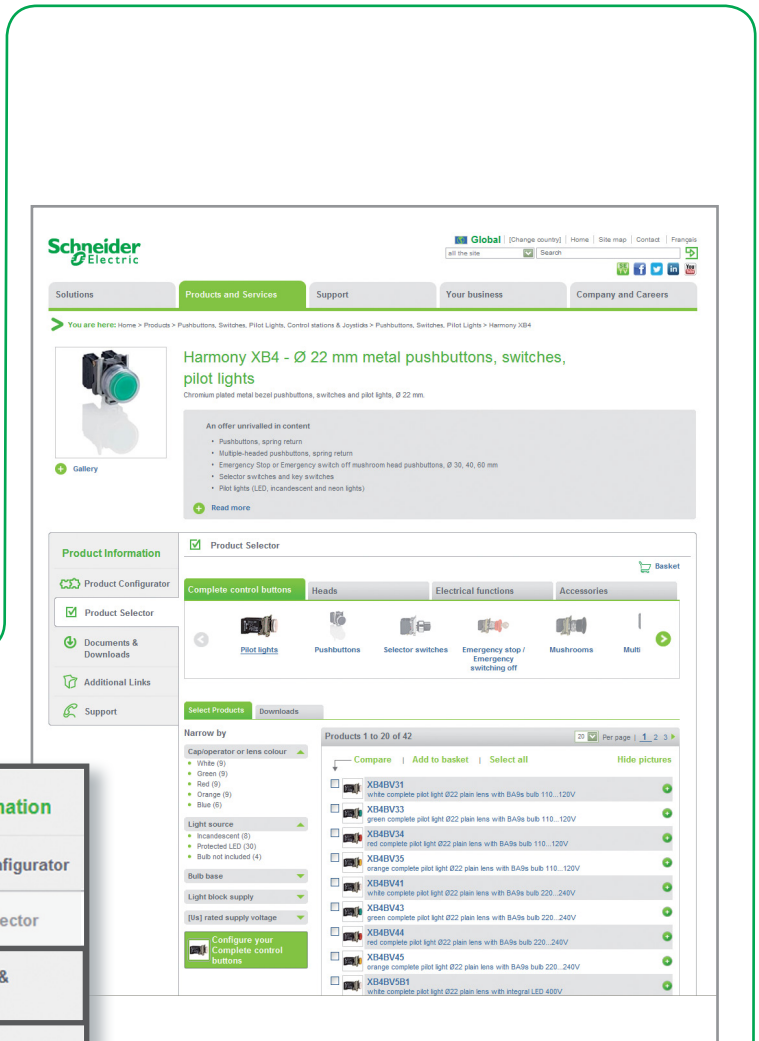 Schneider
Electric
Global | [Change country] | Home | Site map | Contact | Français
all the site
Search
Solutions
Products and Services
Support
Your business
Company and Careers
You are here: Home > Products > Pushbuttons, Switches, Pilot Lights, Control stations & Joysticks > Pushbuttons, Switches, Pilot Lights > Harmony XB4
Harmony XB4 - Ø 22 mm metal pushbuttons, switches,
pilot lights
Chromium plated metal bezel pushbuttons, switches and pilot lights, Ø 22 mm.
An offer unrivalled in content
• Pushbuttons, spring return
• Multiple-headed pushbuttons, spring return
• Emergency Stop or Emergency switch off mushroom head pushbuttons, Ø 30, 40, 60 mm
• Selector switches and key switches
• Pilot lights (LED, incandescent and neon lights)
Gallery
Read more
Product Information
Product Configurator
Product Selector
Documents &
Downloads
Additional Links
Support
Product Selector
Basket
Complete control buttons
Heads
Electrical functions
Accessories
Pilot lights
Pushbuttons
Selector switches
Emergency stop /
Emergency
switching off
Mushrooms
Multi
Select Products
Downloads
Narrow by
Cap/operator or lens colour
• White (9)
• Green (9)
• Red (9)
• Orange (9)
• Blue (6)
Light source
• Incandescent (8)
• Protected LED (30)
• Bulb not included (4)
Bulb base
Light block supply
[Us] rated supply voltage
Configure your
Complete control
buttons
Products 1 to 20 of 42
20 Per page | 1 2 3
Compare | Add to basket | Select all
Hide pictures
XB4BV31
white complete pilot light Ø22 plain lens with BA9s bulb 110...120V
XB4BV33
green complete pilot light Ø22 plain lens with BA9s bulb 110...120V
XB4BV34
red complete pilot light Ø22 plain lens with BA9s bulb 110...120V
XB4BV35
orange complete pilot light Ø22 plain lens with BA9s bulb 110...120V
XB4BV41
white complete pilot light Ø22 plain lens with BA9s bulb 220...240V
XB4BV43
green complete pilot light Ø22 plain lens with BA9s bulb 220...240V
XB4BV44
red complete pilot light Ø22 plain lens with BA9s bulb 220...240V
XB4BV45
orange complete pilot light Ø22 plain lens with BA9s bulb 220...240V
XB4BV5B1
white complete pilot light Ø22 plain lens with integral LED 400V
mation
nfigurator
ector
&